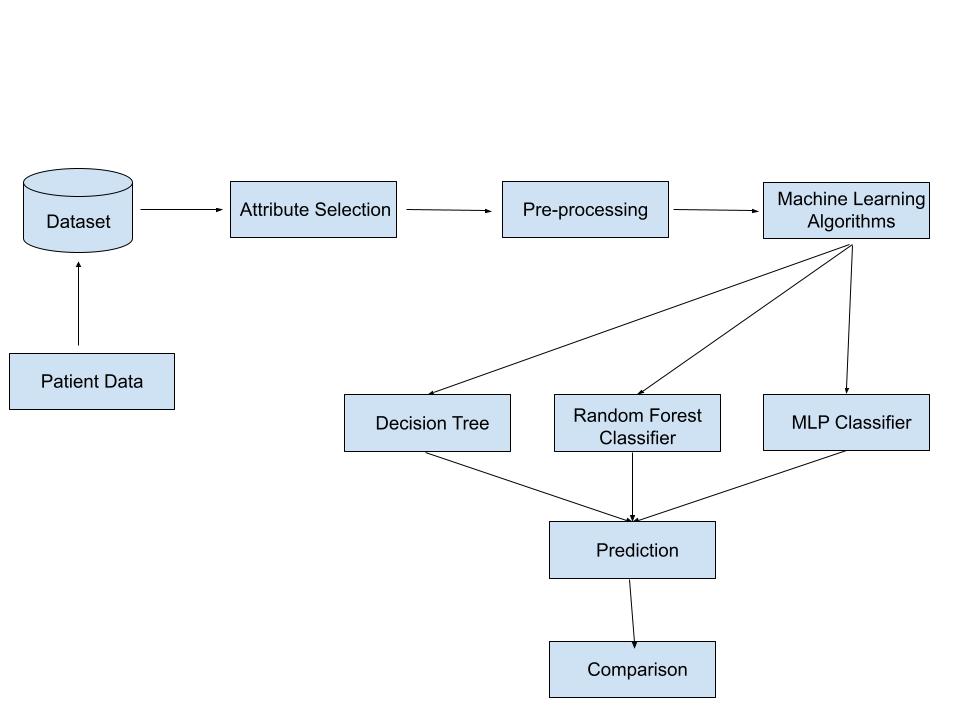 Dataset
Attribute Selection
Pre-processing
Machine Learning
Algorithms
Patient Data
Decision Tree
Random Forest
Classifier
MLP Classifier
Prediction
Comparison